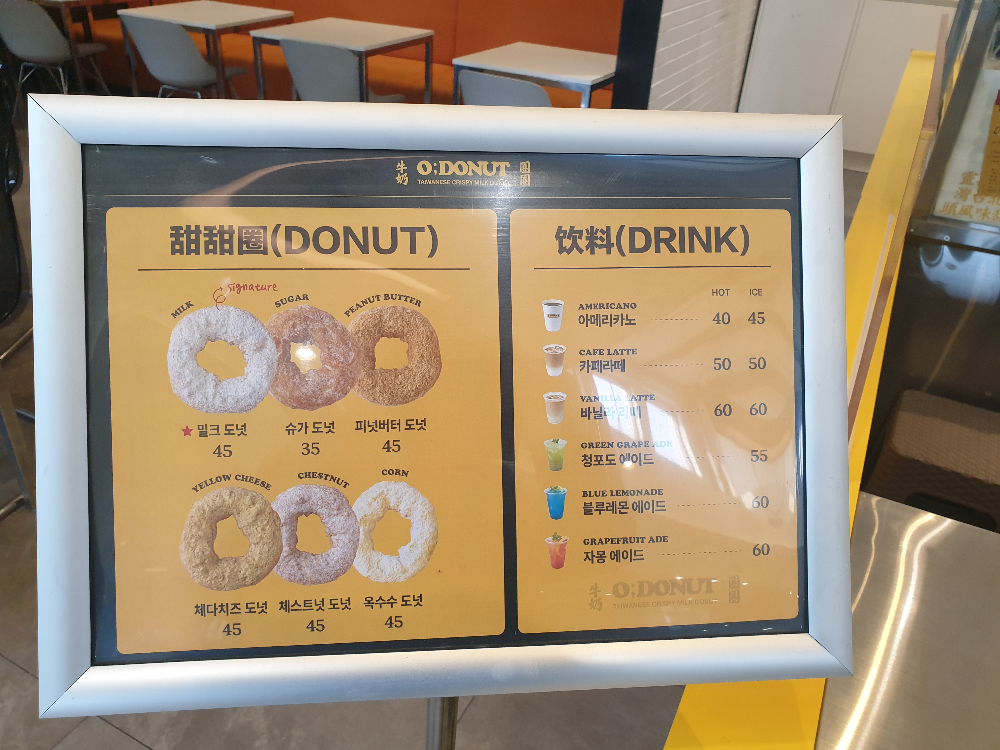 牛奶 O;DONUT 團團
TAIWANESE CRISPY MILK DONUT
甜甜圈(DONUT)
signature
MILK SUGAR PEANUT BUTTER
★ 밀크 도넛 슈가 도넛 피넛버터 도넛
45 35 45
YELLOW CHEESE CHESTNUT CORN
체다치즈 도넛 체스트넛 도넛 옥수수 도넛
45 45 45
饮料(DRINK)
HOT ICE
AMERICANO
아메리카노 40 45
CAFE LATTE
카페라떼 50 50
VANILLA LATTE
바닐라 라떼 60 60
GREEN GRAPE ADE
청포도 에이드 55
BLUE LEMONADE
블루레몬 에이드 60
GRAPEFRUIT ADE
자몽 에이드 60
牛奶 O;DONUT 團團
TAIWANESE CRISPY MILK DONUT